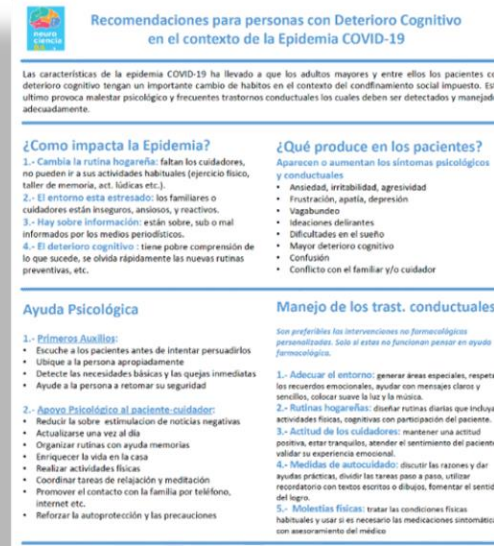 neuro
ciencia
Recomendaciones para personas con Deterioro Cognitivo
en el contexto de la Epidemia COVID-19
Las características de la epidemia COVID-19 ha llevado a que los adultos mayores y entre ellos los pacientes co
deterioro cognitivo tengan un importante cambio de habitos en el contexto del condfinamiento social impuesto. Est
ultimo provoca malestar psicológico y frecuentes trastornos conductuales los cuales deben ser detectados y manejado
adecuadamente.
¿Como impacta la Epidemia?
1.- Cambia la rutina hogareña: faltan los cuidadores,
no pueden ir a sus actividades habituales (ejercicio físico,
taller de memoria, act. lúdicas etc.).
2.- El entorno esta estresado: los familiares o
cuidadores están inseguros, ansiosos, y reactivos.
3.- Hay sobre información: están sobre, sub o mal
informados por los medios periodísticos.
4.- El deterioro cognitivo : tiene pobre comprensión de
lo que sucede, se olvida rápidamente las nuevas rutinas
preventivas, etc.
¿Qué produce en los pacientes?
Aparecen o aumentan los síntomas psicológicos
y conductuales
• Ansiedad, irritabilidad, agresividad
• Frustración, apatía, depresión
• Vagabundeo
• Ideaciones delirantes
• Dificultades en el sueño
• Mayor deterioro cognitivo
• Confusión
• Conflicto con el familiar y/o cuidador
Ayuda Psicológica
1.- Primeros Auxilios:
• Escuche a los pacientes antes de intentar persuadirlos
• Ubique a la persona apropiadamente
• Detecte las necesidades básicas y las quejas inmediatas
• Ayude a la persona a retomar su seguridad
2.- Apoyo Psicológico al paciente-cuidador:
• Reducir la sobre estimulacion de noticias negativas
• Actualizarse una vez al día
• Organizar rutinas con ayuda memorias
• Enriquecer la vida en la casa
• Realizar actividades físicas
• Coordinar tareas de relajación y meditación
• Promover el contacto con la familia por teléfono,
internet etc.
• Reforzar la autoprotección y las precauciones
Manejo de los trast. conductuales
Son preferibles las intervenciones no farmacológicas
personalizadas. Solo si estas no funcionan pensar en ayuda
farmacológica.
1.- Adecuar el entorno: generar áreas especiales, respeta
los recuerdos emocionales, ayudar con mensajes claros y
sencillos, colocar suave la luz y la música.
2.- Rutinas hogareñas: diseñar rutinas diarias que incluya
actividades físicas, cognitivas con participación del paciente.
3.- Actitud de los cuidadores: mantener una actitud
positiva, estar tranquilos, atender el sentimiento del paciente
validar su experiencia emocional.
4.- Medidas de autocuidado: discutir las razones y dar
ayudas prácticas, dividir las tareas paso a paso, utilizar
recordatorio con textos escritos o dibujos, fomentar el sentid
del logro.
5.- Molestias físicas: tratar las condiciones físicas
habituales y usar si es necesario las medicaciones sintomátic
con asesoramiento del médico